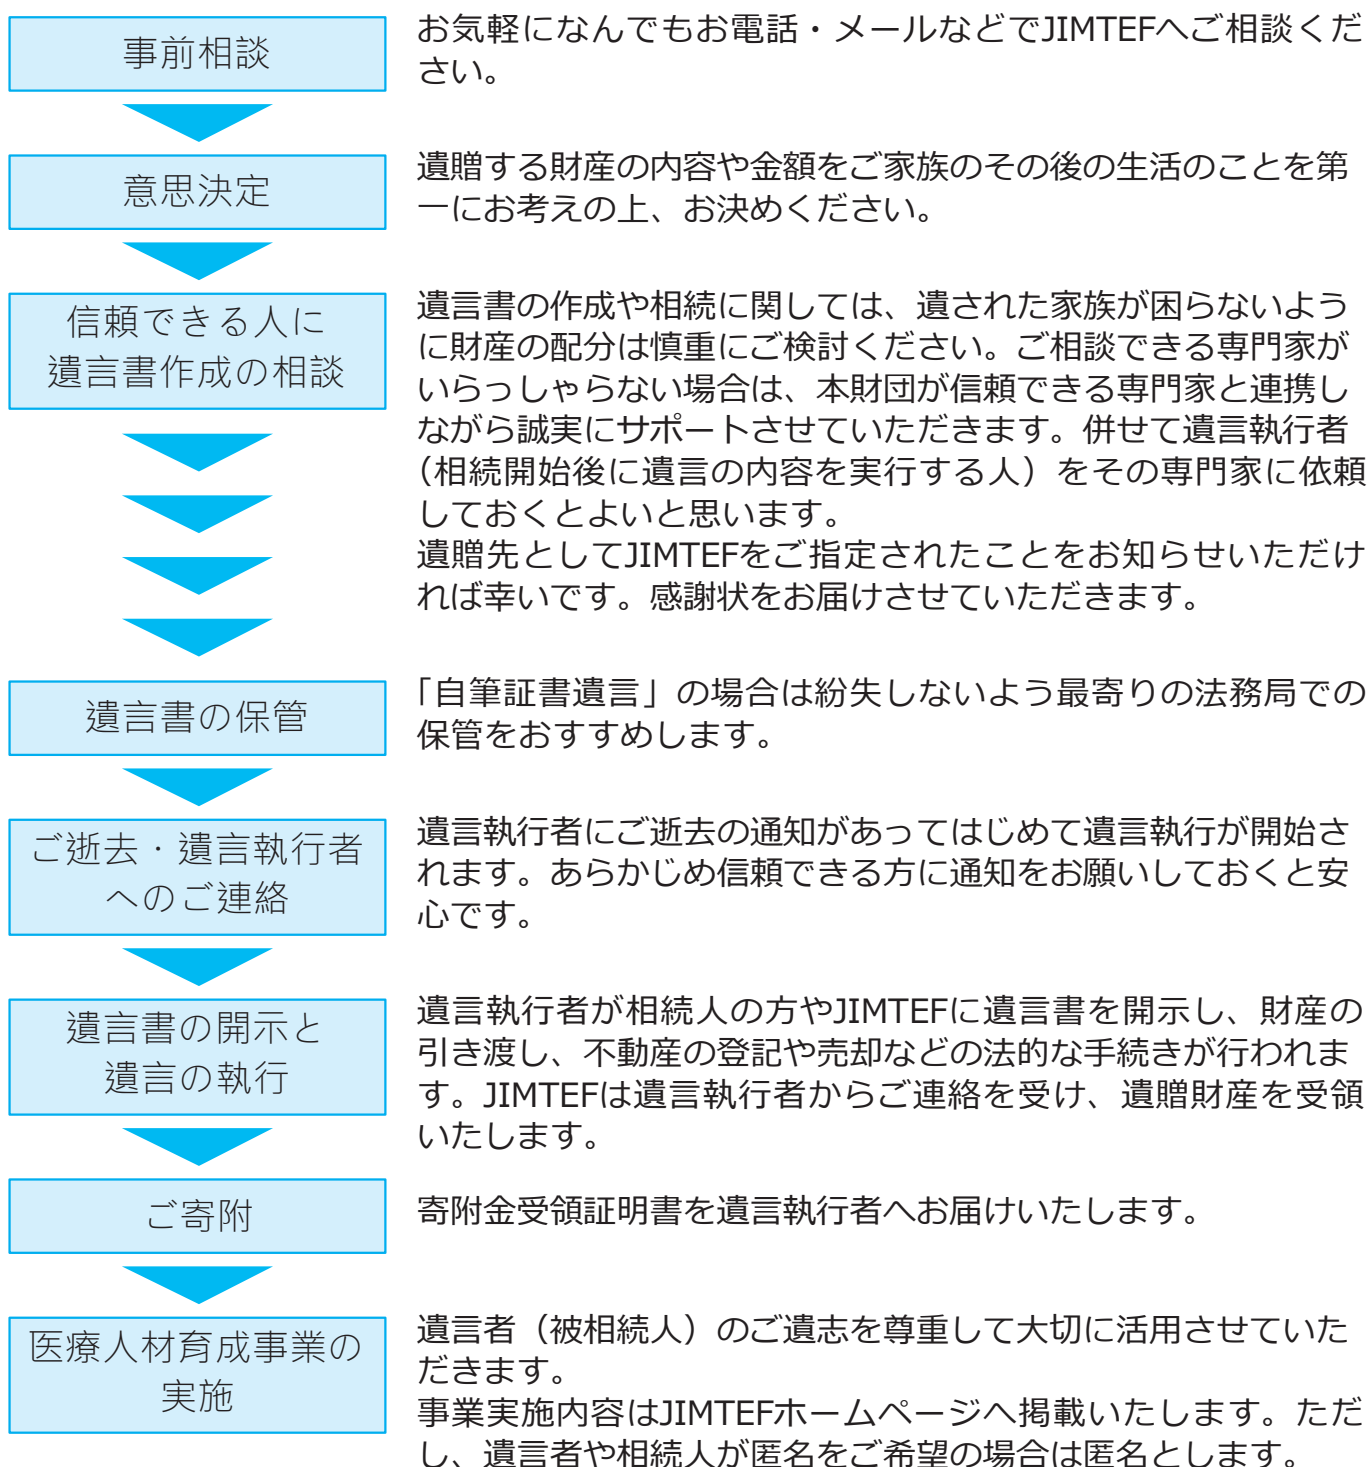 事前相談
お気軽になんでもお電話・メールなどでJIMTEFへご相談くだ
さい。
意思決定
遺贈する財産の内容や金額をご家族のその後の生活のことを第
一にお考えの上、お決めください。
信頼できる人に
遺言書作成の相談
遺言書の作成や相続に関しては、遺された家族が困らないよう
に財産の配分は慎重にご検討ください。ご相談できる専門家が
いらっしゃらない場合は、本財団が信頼できる専門家と連携し
ながら誠実にサポートさせていただきます。併せて遺言執行者
（相続開始後に遺言の内容を実行する人）をその専門家に依頼
しておくとよいと思います。
遺贈先としてJIMTEFをご指定されたことをお知らせいただけ
れば幸いです。感謝状をお届けさせていただきます。
遺言書の保管
「自筆証書遺言」の場合は紛失しないよう最寄りの法務局での
保管をおすすめします。
ご逝去・遺言執行者
へのご連絡
遺言執行者にご逝去の通知があってはじめて遺言執行が開始さ
れます。あらかじめ信頼できる方に通知をお願いしておくと安
心です。
遺言書の開示と
遺言の執行
遺言執行者が相続人の方やJIMTEFに遺言書を開示し、財産の
引き渡し、不動産の登記や売却などの法的な手続きが行われま
す。JIMTEFは遺言執行者からご連絡を受け、遺贈財産を受領
いたします。
ご寄附
寄附金受領証明書を遺言執行者へお届けいたします。
医療人材育成事業の
実施
遺言者（被相続人）のご遺志を尊重して大切に活用させていた
だきます。
事業実施内容はJIMTEFホームページへ掲載いたします。ただ
し、遺言者や相続人が匿名をご希望の場合は匿名とします。